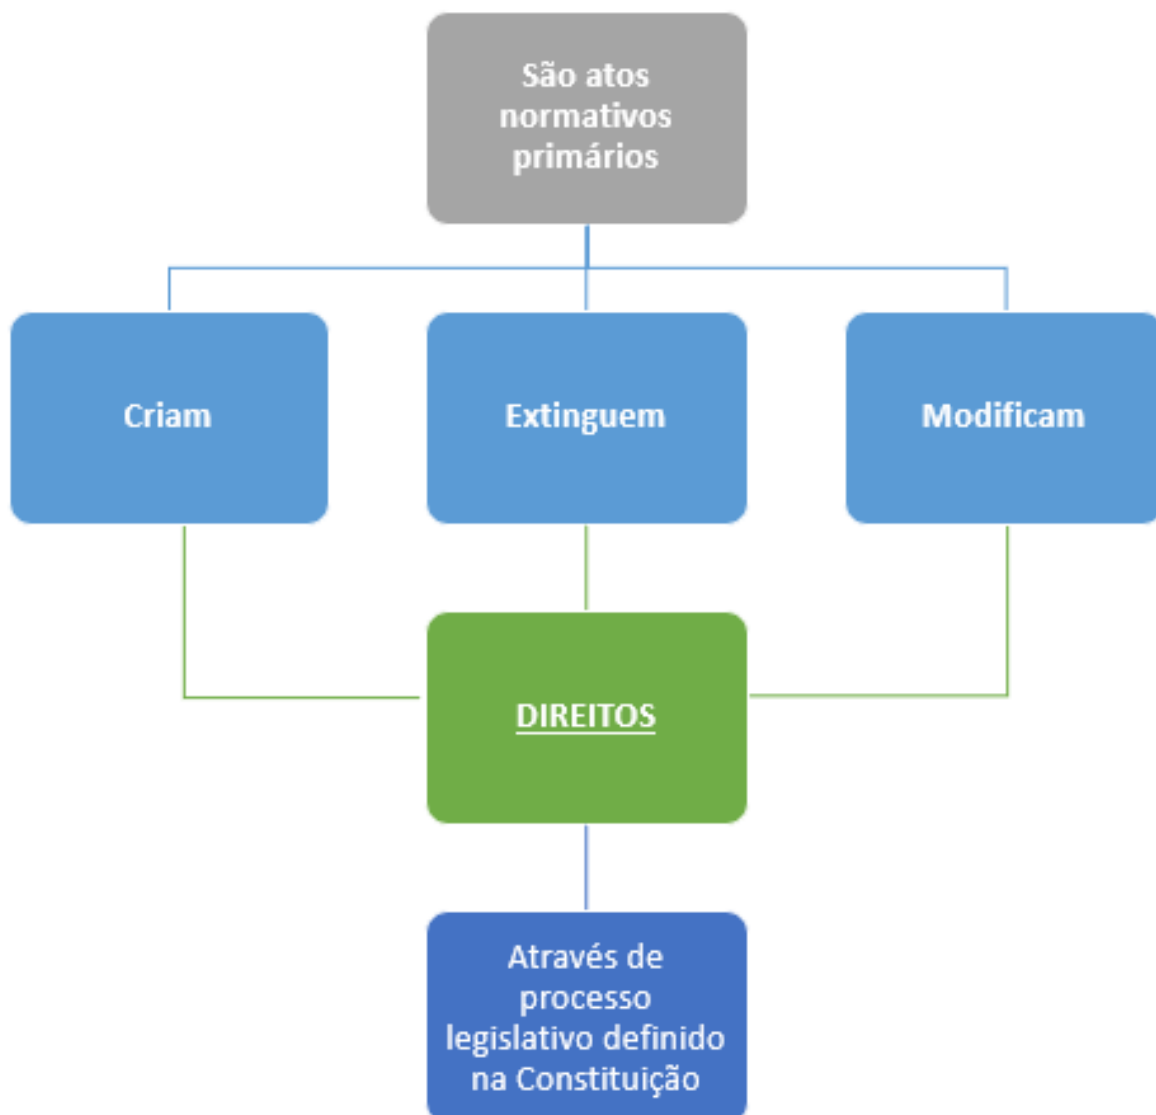 São atos
normativos
primários
Criam
Extinguem
Modificam
DIREITOS
Através de
processo
legislativo definido
na Constituição